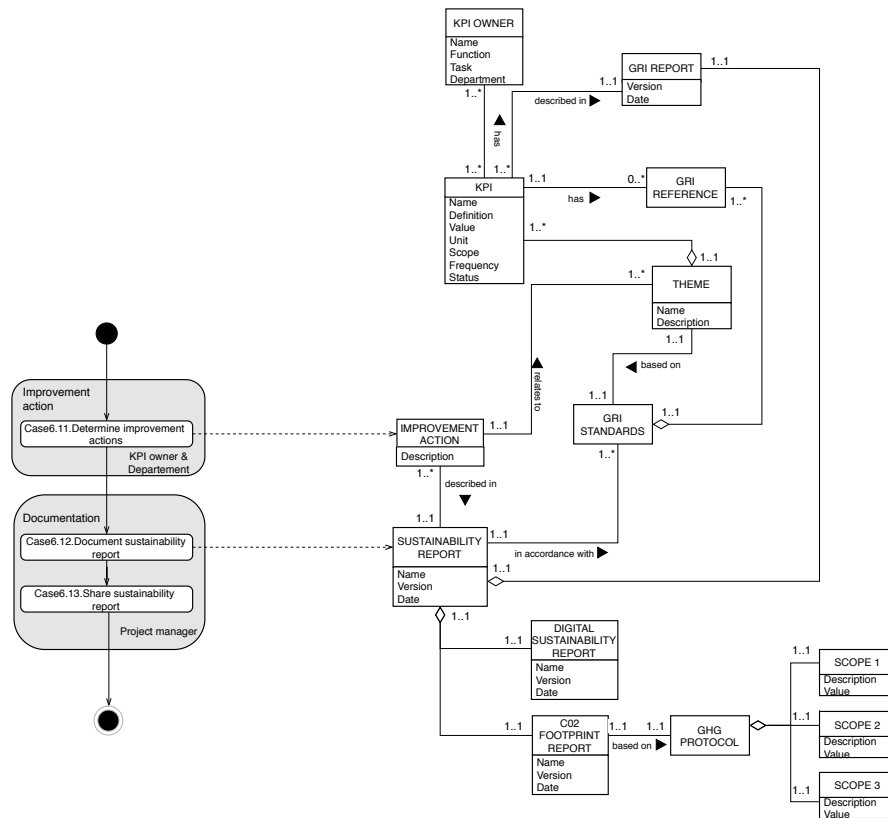 KPI OWNER
Name
Function
Task
Department
1..*
has
1..*
GRI REPORT
Version
Date
1..1
1..1
described in
1..*
KPI
Name
Definition
Value
Unit
Scope
Frequency
Status
1..1
has
0..*
GRI
REFERENCE
1..*
1..*
1..1
THEME
Name
Description
1..*
relates to
1..1
1..1
based on
1..1
GRI
STANDARDS
1..1
1..*
Improvement
action
Case6.11.Determine improvement
actions
KPI owner &
Departement
IMPROVEMENT
ACTION
Description
1..*
described in
1..1
Documentation
Case6.12.Document sustainability
report
Case6.13.Share sustainability
report
Project manager
SUSTAINABILITY
REPORT
Name
Version
Date
1..1
in accordance with
1..1
1..1
DIGITAL
SUSTAINABILITY
REPORT
Name
Version
Date
1..1
C02
FOOTPRINT
REPORT
Name
Version
Date
1..1
1..1
based on
1..1
GHG
PROTOCOL
1..1
SCOPE 1
Description
Value
1..1
SCOPE 2
Description
Value
1..1
SCOPE 3
Description
Value